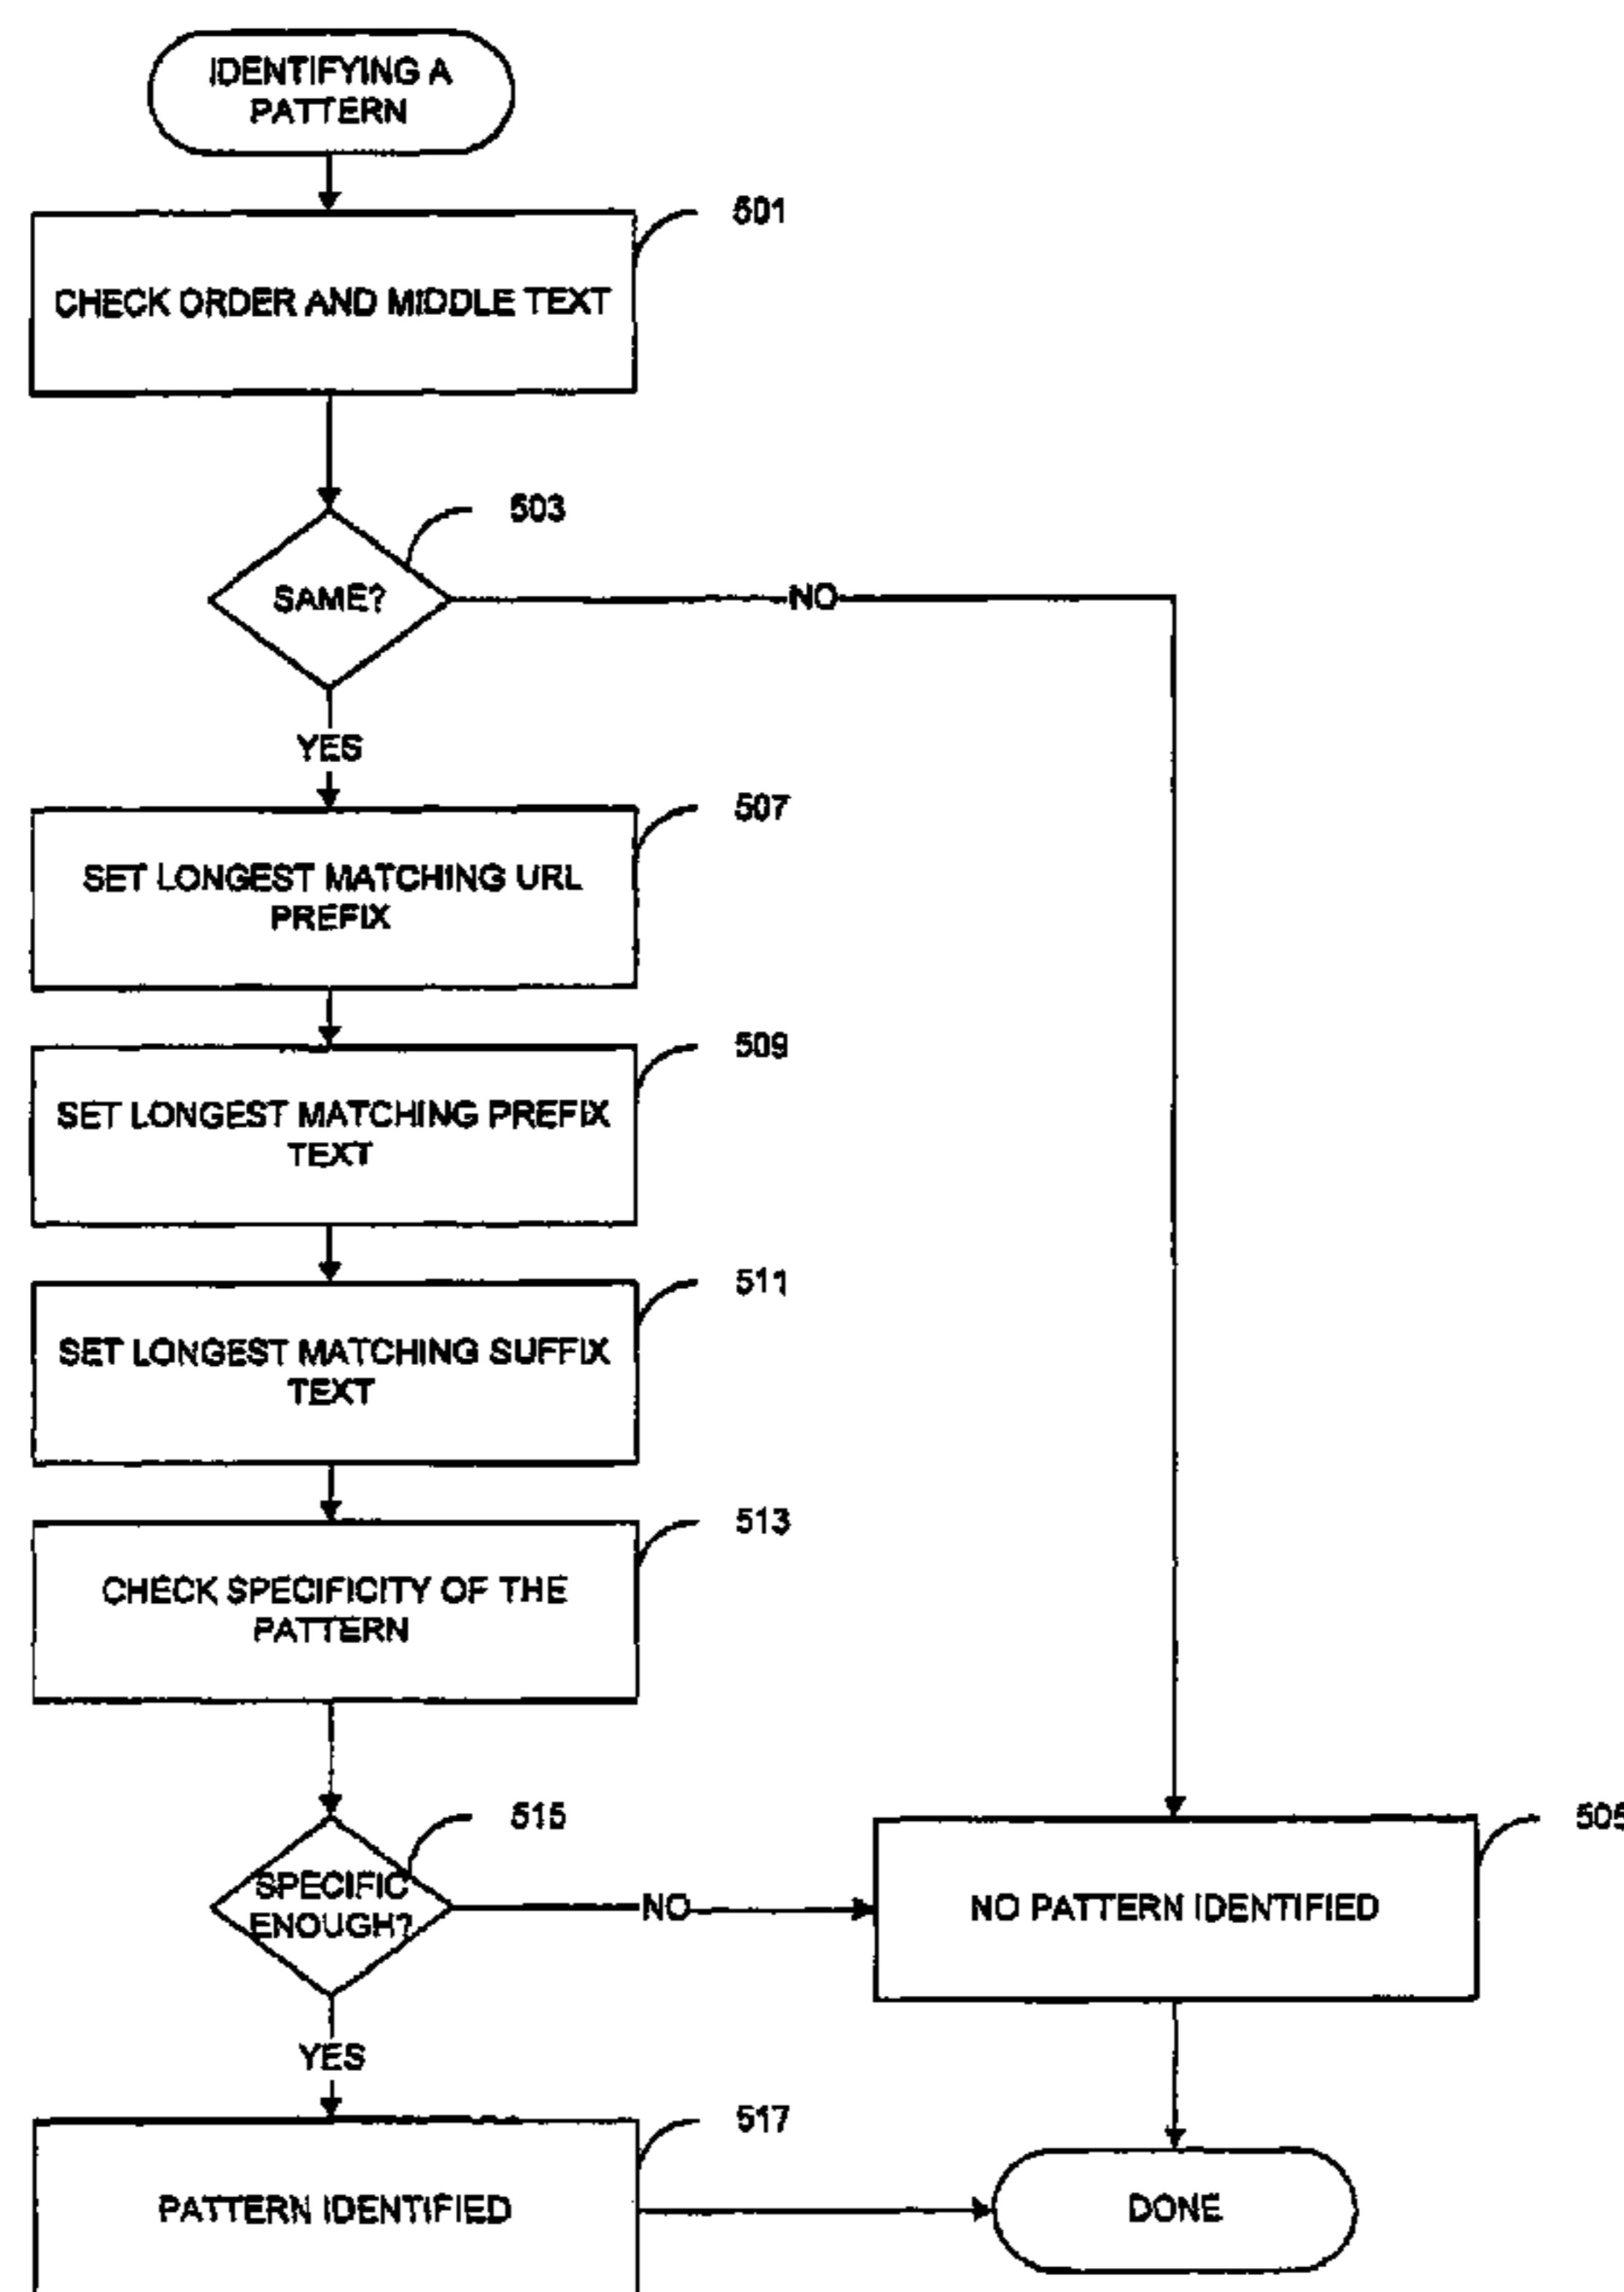 IDENTIFYING A
PATTERN
501
CHECK ORDER AND MIDDLE TEXT
503
SAME?
NO
YES
507
SET LONGEST MATCHING URL
PREFIX
509
SET LONGEST MATCHING PREFIX
TEXT
511
SET LONGEST MATCHING SUFFIX
TEXT
513
CHECK SPECIFICITY OF THE
PATTERN
515
505
SPECIFIC
ENOUGH?
NO
NO PATTERN IDENTIFIED
YES
517
PATTERN IDENTIFIED
DONE